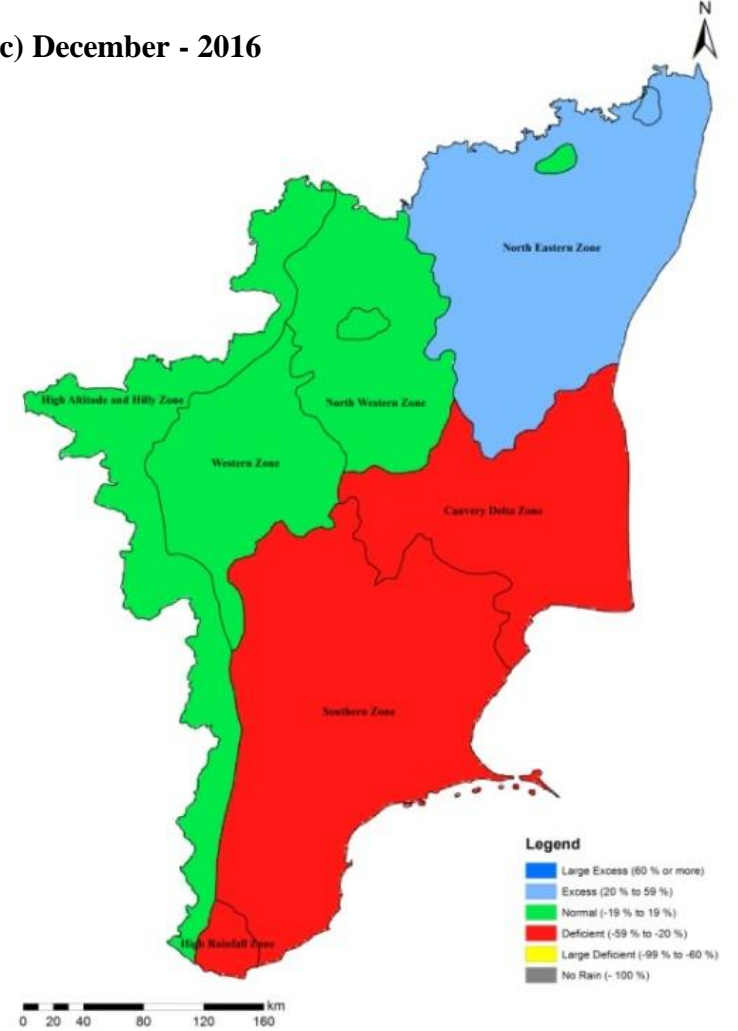 N
c) December - 2016
North Eastern Zone
High Altitude and Hilly Zone
North Western Zone
Western Zone
Cauvery Delta Zone
Southern Zone
High Rainfall Zone
Legend
Large Excess (60 % or more)
Excess (20 % to 59 %)
Normal (-19 % to 19 %)
Deficient (-59 % to -20 %)
Large Deficient (-99 % to -60 %)
No Rain (- 100 %)
km
0 20 40 80 120 160